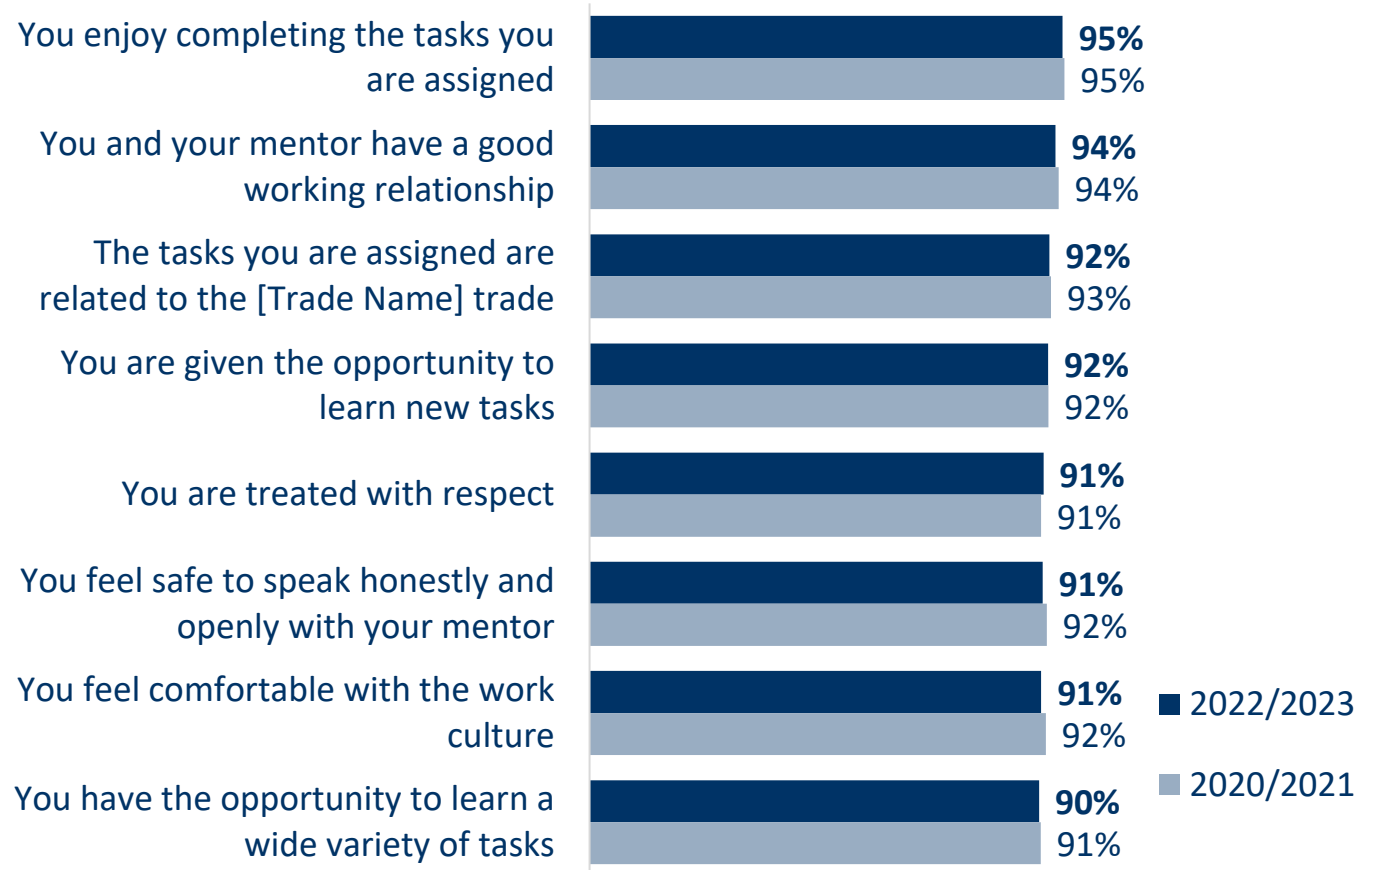 You enjoy completing the tasks you
are assigned
95%
95%
You and your mentor have a good
working relationship
94%
94%
The tasks you are assigned are
related to the [Trade Name] trade
92%
93%
You are given the opportunity to
learn new tasks
92%
92%
You are treated with respect
91%
91%
You feel safe to speak honestly and
openly with your mentor
91%
92%
You feel comfortable with the work
culture
91%
92%
You have the opportunity to learn a
wide variety of tasks
90%
91%
2022/2023
2020/2021